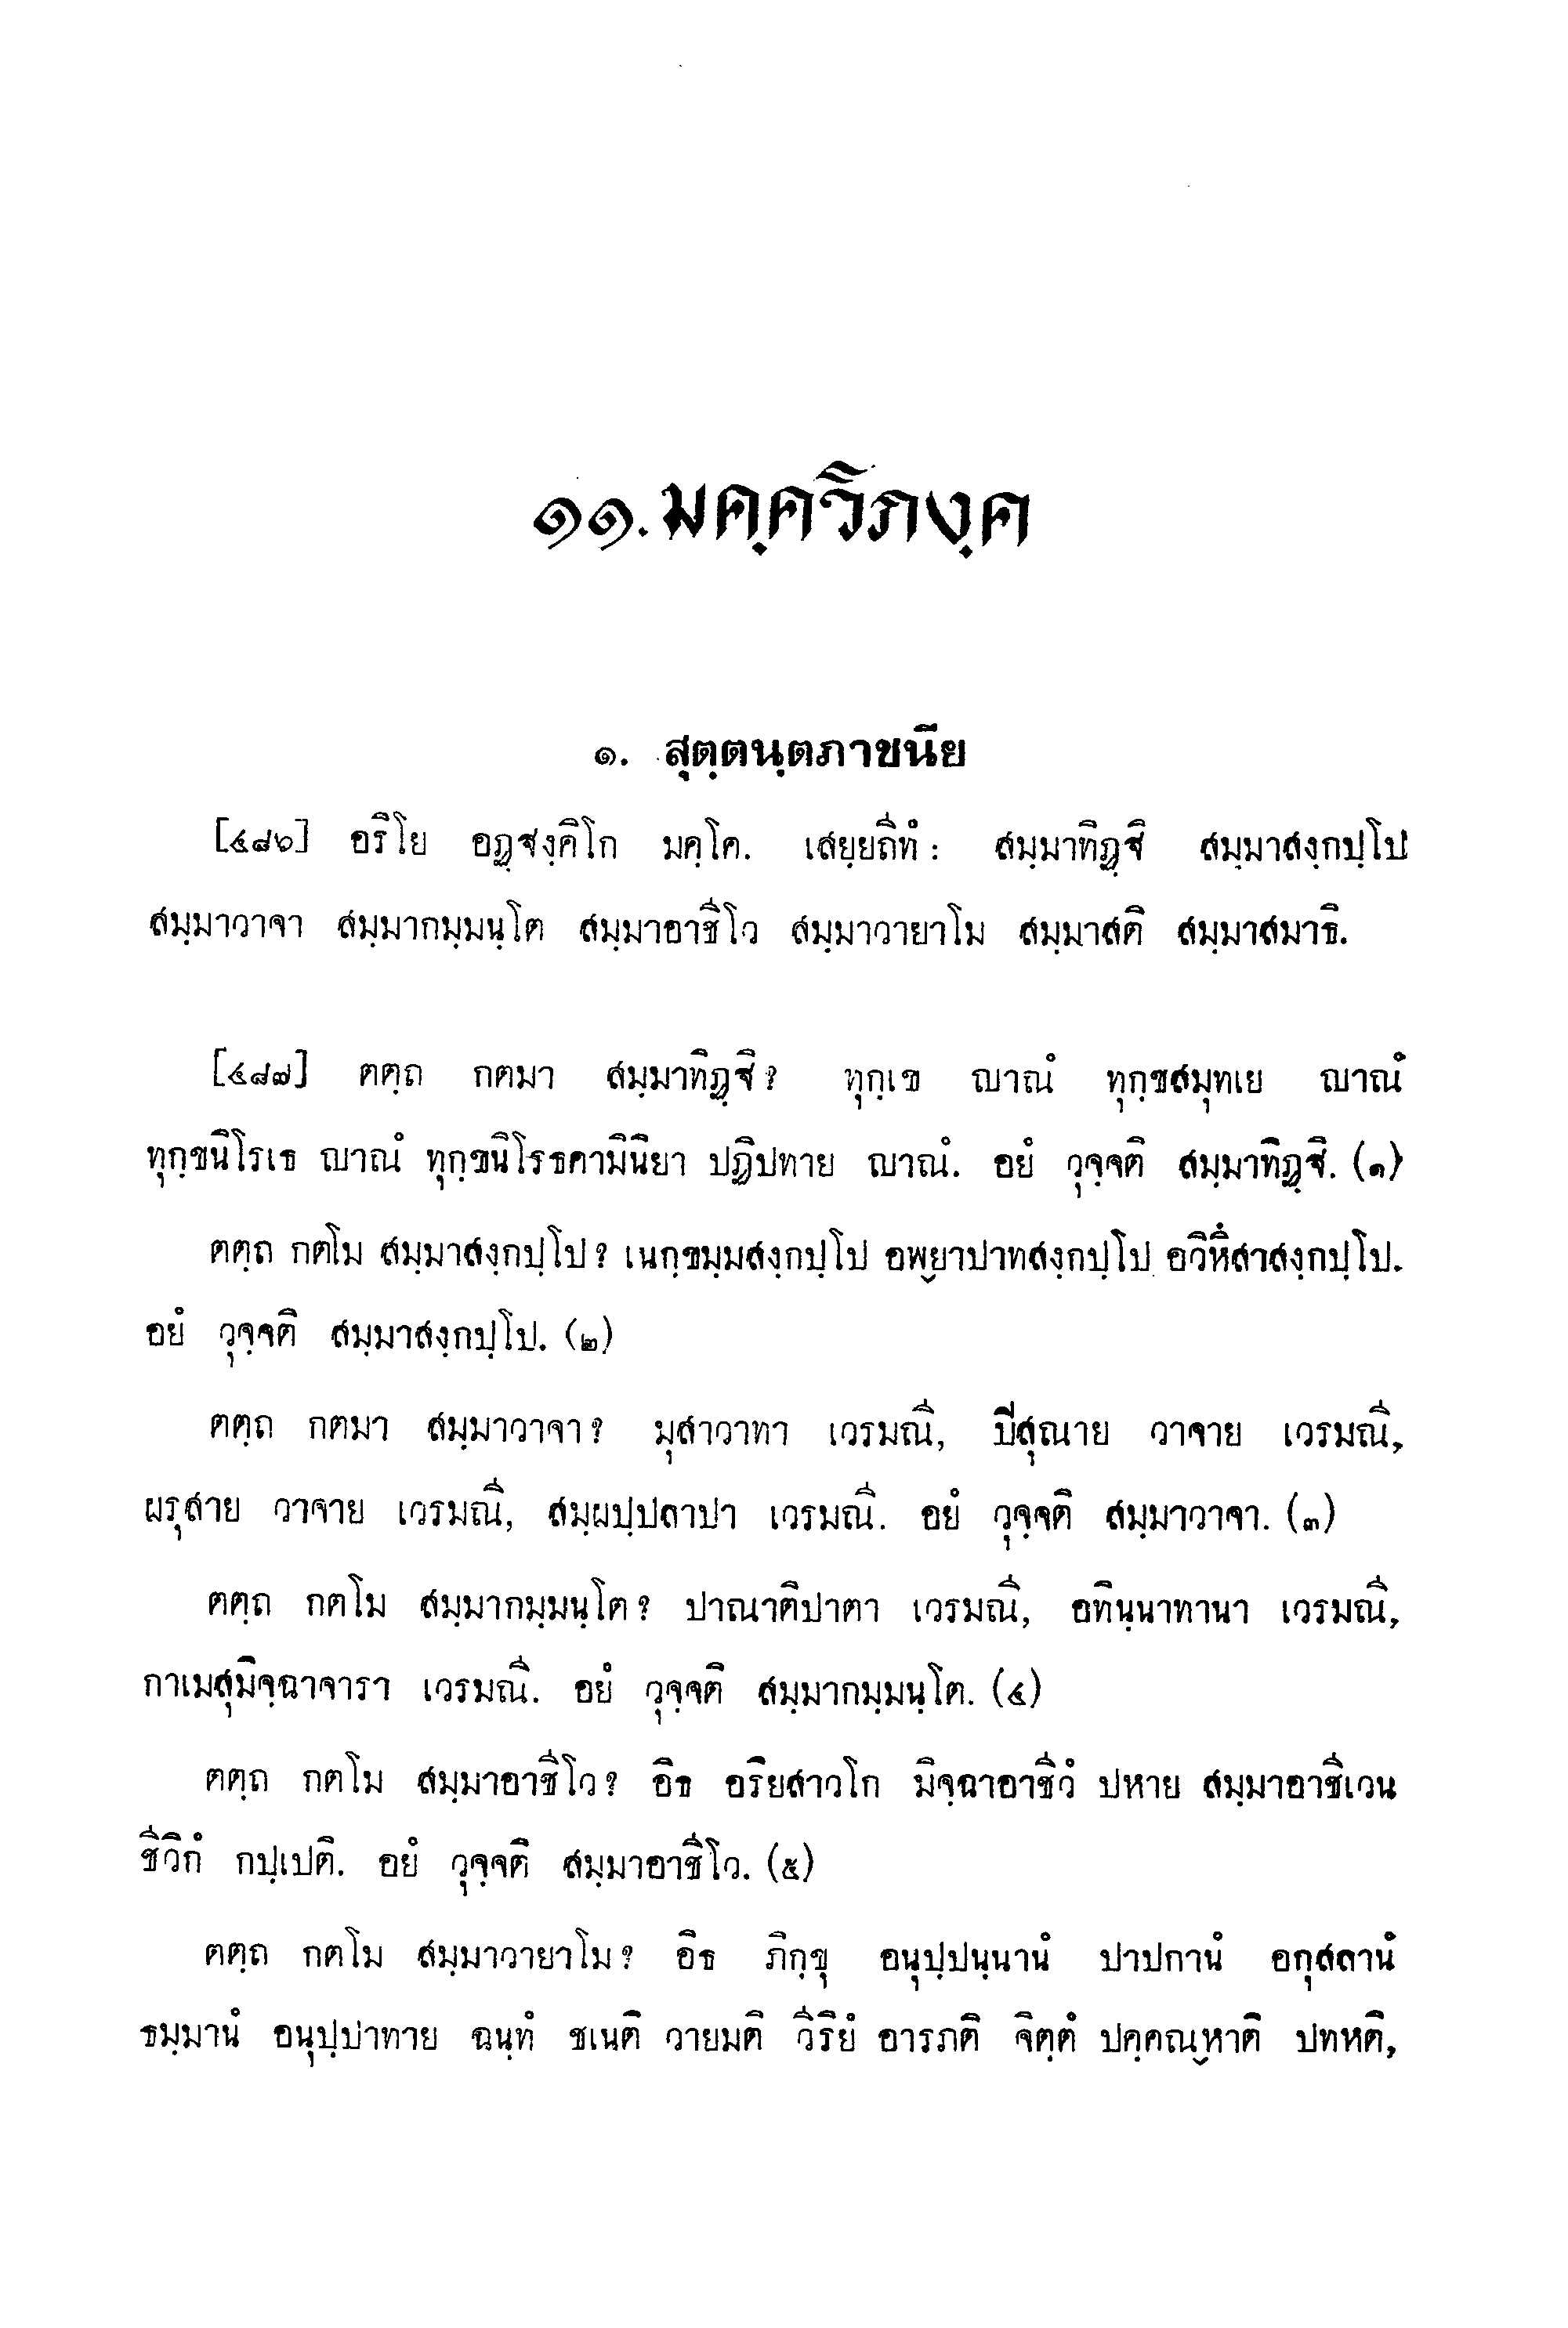 ๑๑. มคฺควิภงฺค
๑. สุตฺตนฺตภาชนีย
[๔๘๖] อริโย อฏฺฐงฺคิโก มคฺโค. เสยฺยถิทํ: สมฺมาทิฏฺฐิ สมฺมาสงฺกปฺโป
สมฺมาวาจา สมฺมากมฺมนฺโต สมฺมาอาชีโว สมฺมาวายาโม สมฺมาสติ สมฺมาสมาธิ.
[๔๘๗] ตตฺถ กตมา สมฺมาทิฏฺฐิ? ทุกฺเข ญาณํ ทุกฺขสมุทเย ญาณํ
ทุกฺขนิโรเธ ญาณํ ทุกฺขนิโรธคามินิยา ปฏิปทาย ญาณํ. อยํ วุจฺจติ สมฺมาทิฏฺฐิ. (๑)
ตตฺถ กตโม สมฺมาสงฺกปฺโป? เนกฺขมฺมสงฺกปฺโป อพฺยาปาทสงฺกปฺโป อวิหึสาสงฺกปฺโป.
อยํ วุจฺจติ สมฺมาสงฺกปฺโป. (๒)
ตตฺถ กตมา สมฺมาวาจา? มุสาวาทา เวรมณี, ปิสุณาย วาจาย เวรมณี,
ผรุสาย วาจาย เวรมณี, สมฺผปฺปลาปา เวรมณี. อยํ วุจฺจติ สมฺมาวาจา. (๓)
ตตฺถ กตโม สมฺมากมฺมนฺโต? ปาณาติปาตา เวรมณี, อทินฺนาทานา เวรมณี,
กาเมสุมิจฺฉาจารา เวรมณี. อยํ วุจฺจติ สมฺมากมฺมนฺโต. (๔)
ตตฺถ กตโม สมฺมาอาชีโว? อิธ อริยสาวโก มิจฺฉาอาชีวํ ปหาย สมฺมาอาชีเวน
ชีวิกํ กปฺเปติ. อยํ วุจฺจติ สมฺมาอาชีโว. (๕)
ตตฺถ กตโม สมฺมาวายาโม? อิธ ภิกฺขุ อนุปฺปนฺนานํ ปาปกานํ อกุสลานํ
ธมฺมานํ อนุปฺปาทาย ฉนฺทํ ชเนติ วายมติ วีริยํ อารภติ จิตฺตํ ปคฺคณฺหาติ ปทหติ,